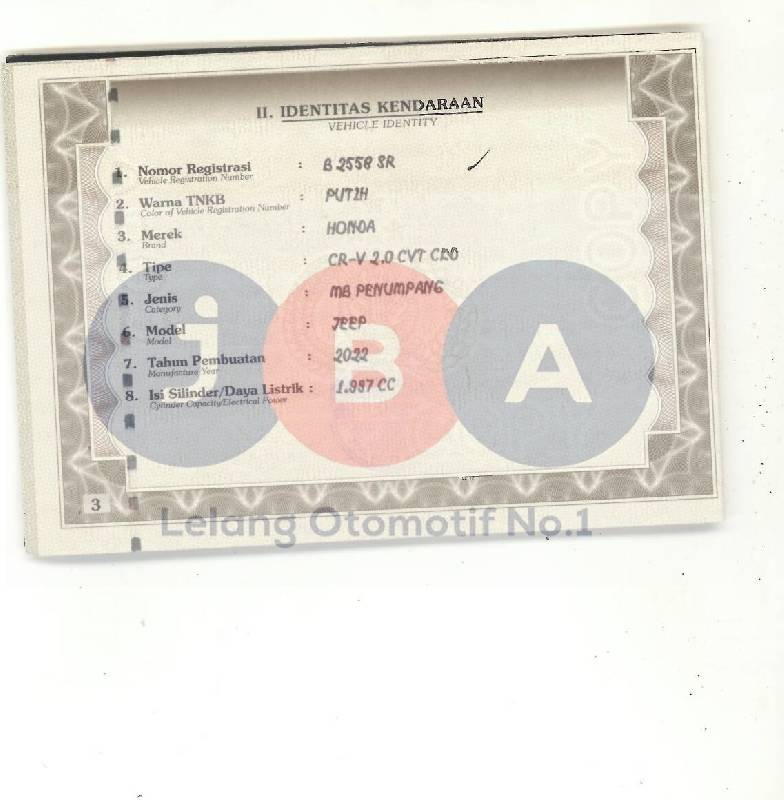 II. IDENTITAS KENDARAAN
VEHICLE IDENTITY
1. Nomor Registrasi : B 2558 SR
Vehicle Registration Number
2. Warna TNKB : PUTIH
Color of Vehicle Registration Number
3. Merek : HONDA
Brand
4. Tipe : CR-V 2.0 CVT CKD
Type
5. Jenis : MB PENUMPANG
Category
6. Model : JEEP
Model
7. Tahun Pembuatan : 2022
Manufacture Year
8. Isi Silinder/Daya Listrik : 1.997 CC
Cylinder Capacity/Electrical Power
jBA
3
Lelang Otomotif No.1